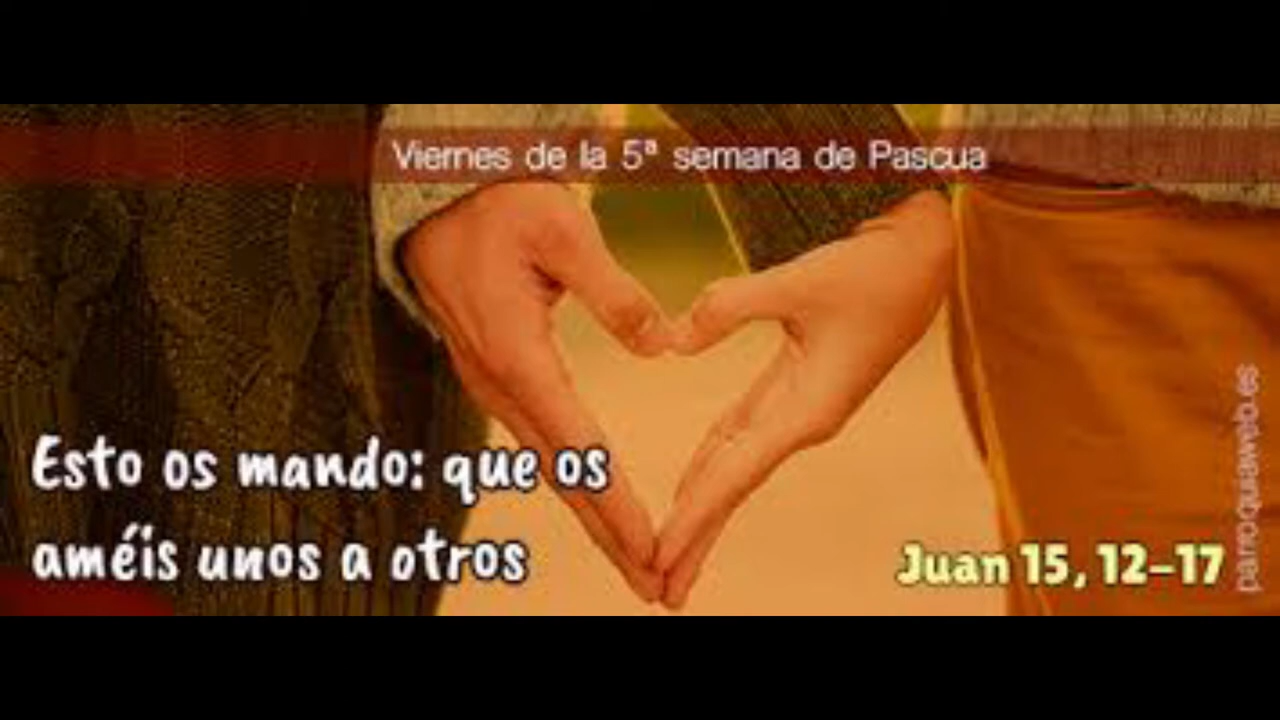 Viernes de la 5ª semana de Pascua
Esto os mando: que os
améis unos a otros
Juan 15, 12-17
parroquiaweb.es